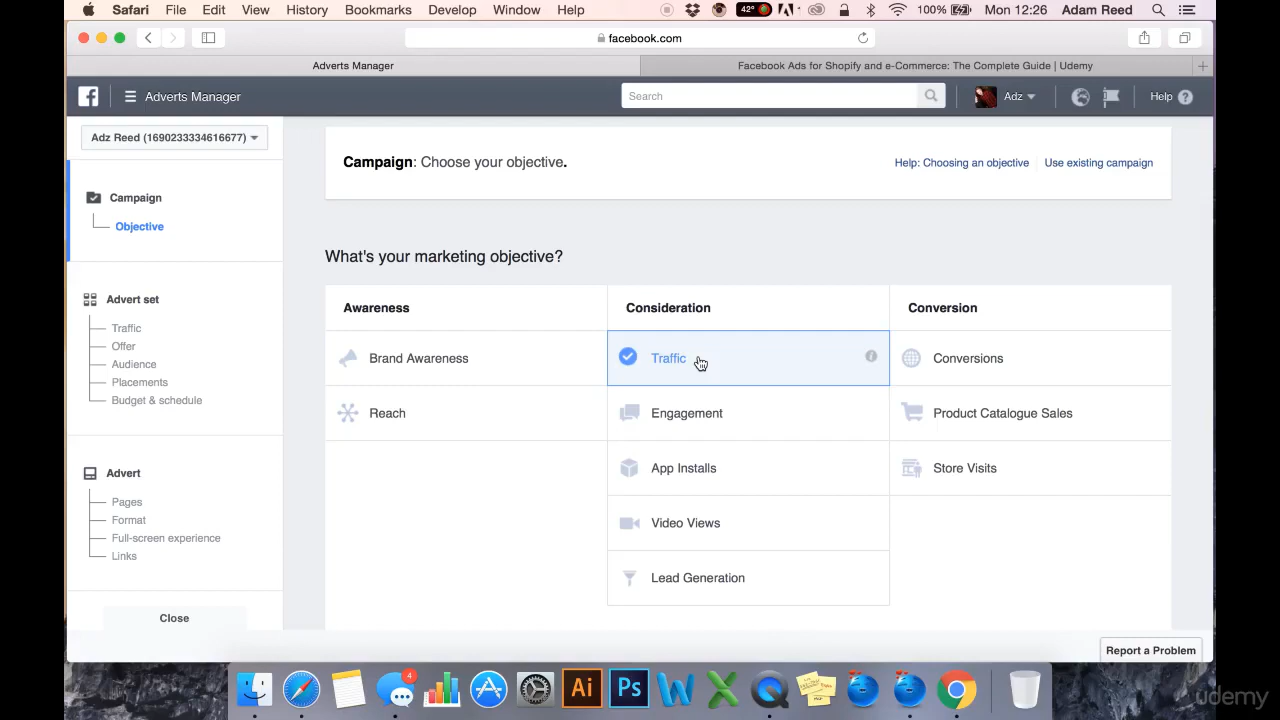 Safari File Edit View History Bookmarks Develop Window Help 42° 100% Mon 12:26 Adam Reed
facebook.com
Adverts Manager Facebook Ads for Shopify and e-Commerce: The Complete Guide | Udemy
Adverts Manager Search Adz Help
Adz Reed (1690233334616677)
Campaign
Objective
Advert set
Traffic
Offer
Audience
Placements
Budget & schedule
Advert
Pages
Format
Full-screen experience
Links
Close
Campaign: Choose your objective. Help: Choosing an objective Use existing campaign
What's your marketing objective?
Awareness Consideration Conversion
Brand Awareness Traffic Conversions
Reach Engagement Product Catalogue Sales
App Installs Store Visits
Video Views
Lead Generation
Report a Problem
4
Ai Ps
udemy